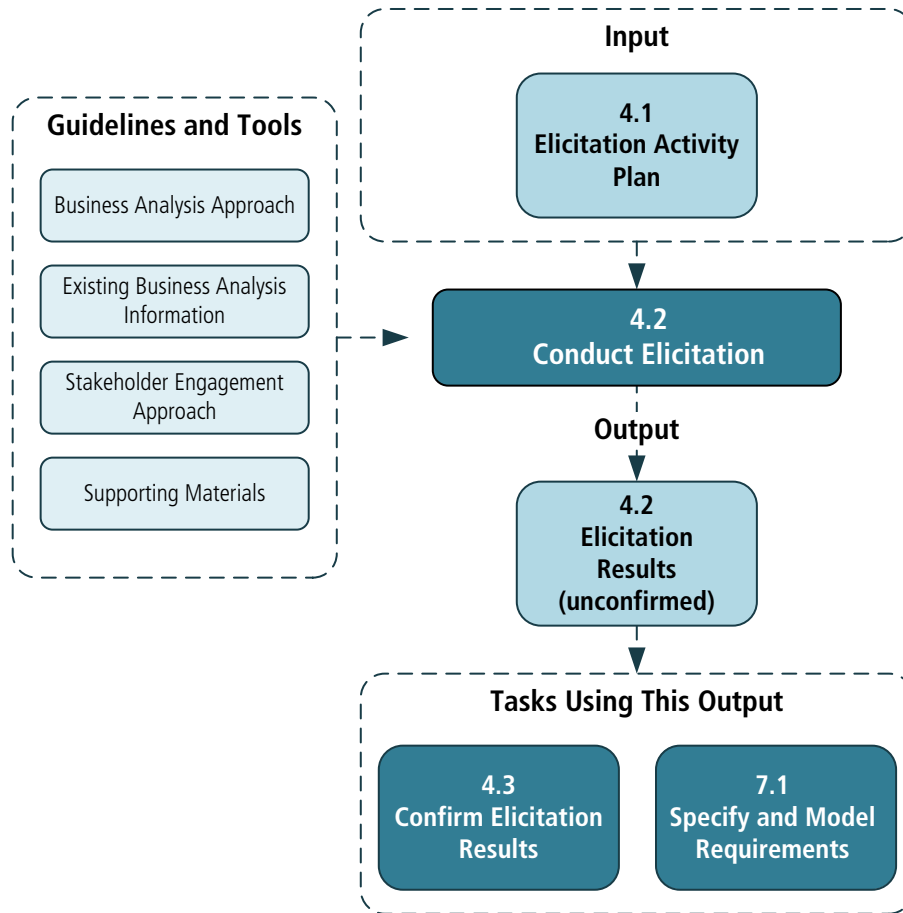 Input
4.1
Elicitation Activity
Plan
Guidelines and Tools
Business Analysis Approach
Existing Business Analysis
Information
Stakeholder Engagement
Approach
Supporting Materials
4.2
Conduct Elicitation
Output
4.2
Elicitation
Results
(unconfirmed)
Tasks Using This Output
4.3
Confirm Elicitation
Results
7.1
Specify and Model
Requirements